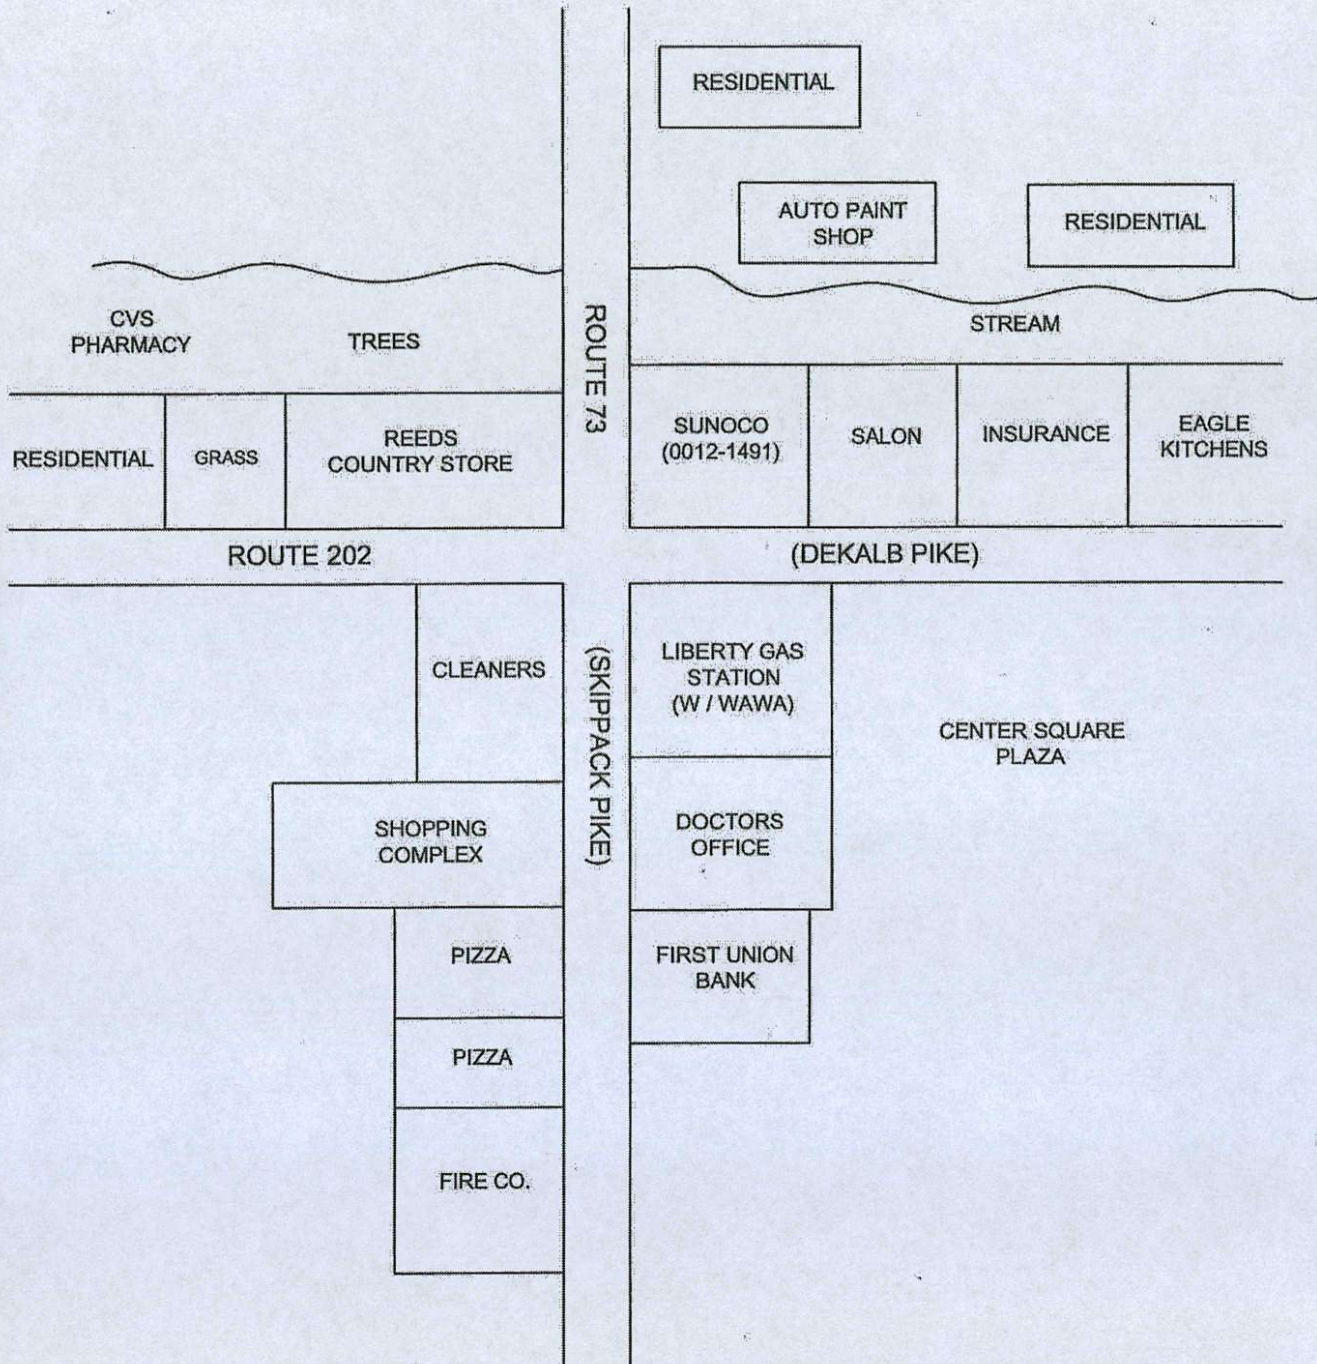 RESIDENTIAL
AUTO PAINT
SHOP
RESIDENTIAL
STREAM
CVS
PHARMACY
TREES
ROUTE 73
RESIDENTIAL
GRASS
REEDS
COUNTRY STORE
SUNOCO
(0012-1491)
SALON
INSURANCE
EAGLE
KITCHENS
ROUTE 202
(DEKALB PIKE)
CLEANERS
(SKIPPACK PIKE)
LIBERTY GAS
STATION
(W / WAWA)
CENTER SQUARE
PLAZA
SHOPPING
COMPLEX
DOCTORS
OFFICE
PIZZA
FIRST UNION
BANK
PIZZA
FIRE CO.